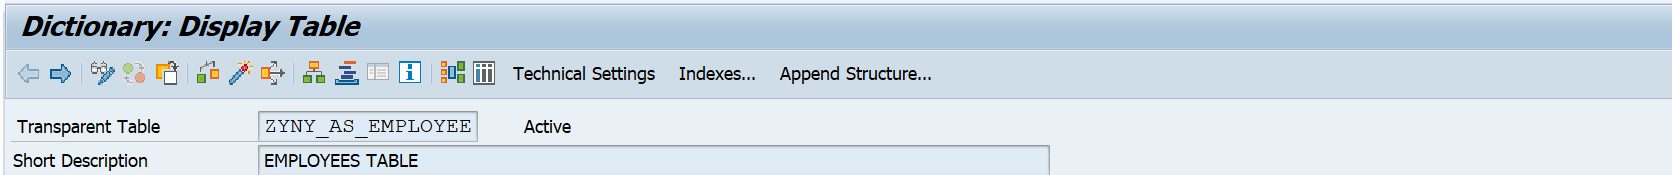 Dictionary: Display Table
Technical Settings Indexes... Append Structure...
Transparent Table ZYNY_AS_EMPLOYEE Active
Short Description EMPLOYEES TABLE